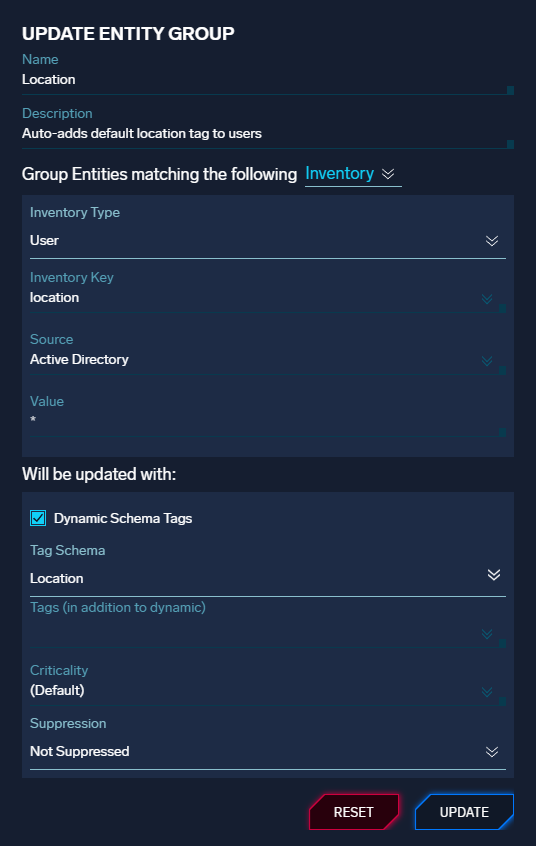 UPDATE ENTITY GROUP
Name
Location
Description
Auto-adds default location tag to users
Group Entities matching the following Inventory
Inventory Type
User
Inventory Key
location
Source
Active Directory
Value
*
Will be updated with:
Dynamic Schema Tags
Tag Schema
Location
Tags (in addition to dynamic)
Criticality
(Default)
Suppression
Not Suppressed
RESET UPDATE